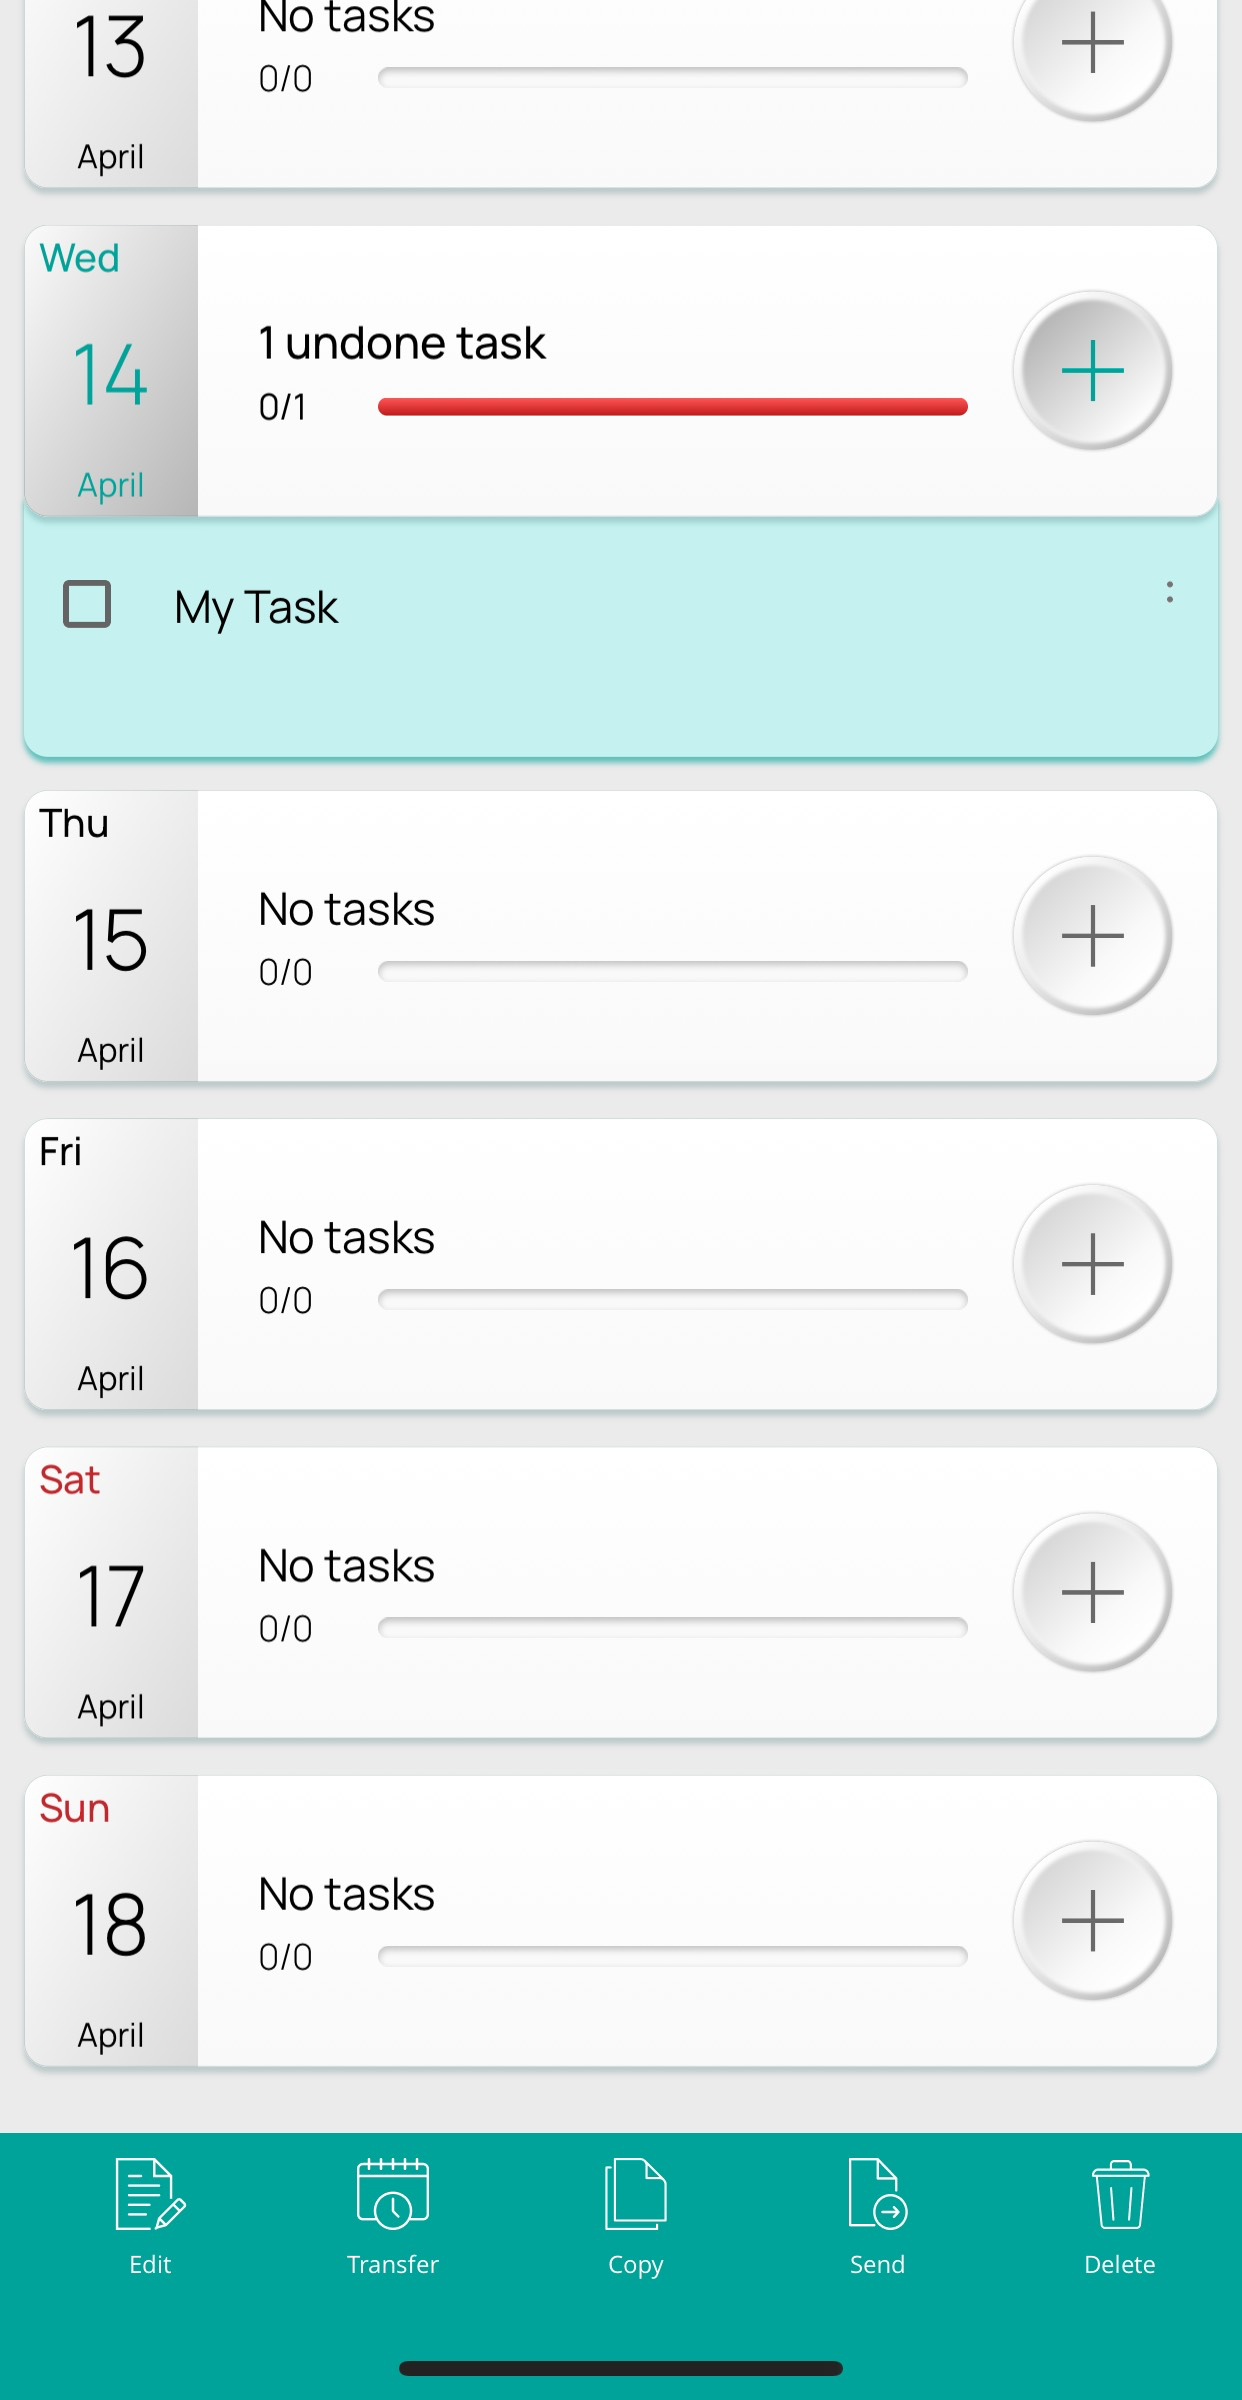 No tasks
13
0/0
April
Wed
14
1 undone task
0/1
April
My Task
Thu
15
No tasks
0/0
April
Fri
16
No tasks
0/0
April
Sat
17
No tasks
0/0
April
Sun
18
No tasks
0/0
April
Edit Transfer Copy Send Delete